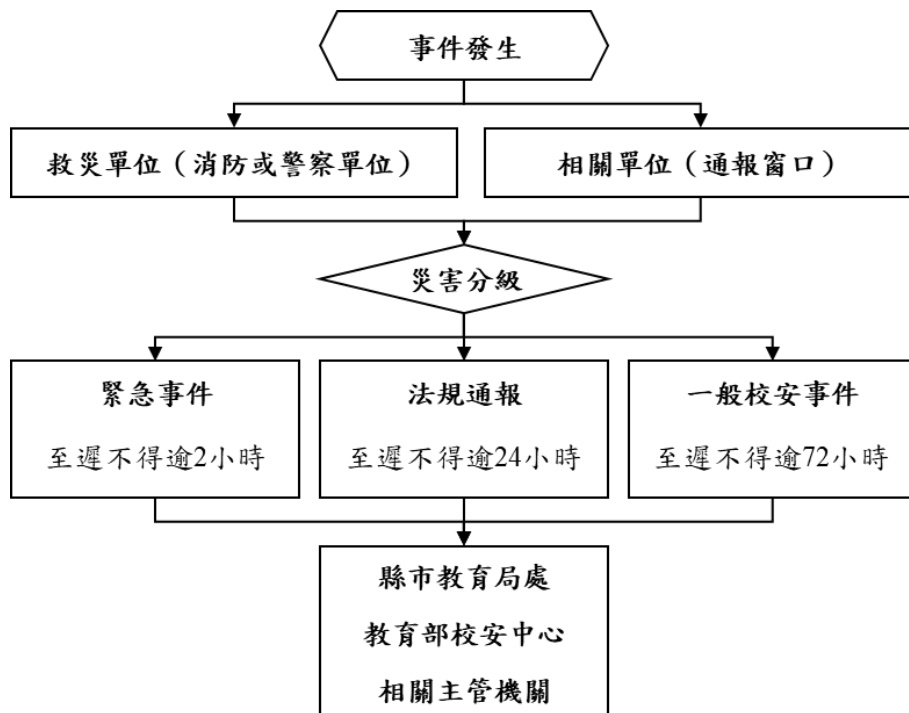 事件發生
救災單位（消防或警察單位）
相關單位（通報窗口）
災害分級
緊急事件
至遲不得逾2小時
法規通報
至遲不得逾24小時
一般校安事件
至遲不得逾72小時
縣市教育局處
教育部校安中心
相關主管機關